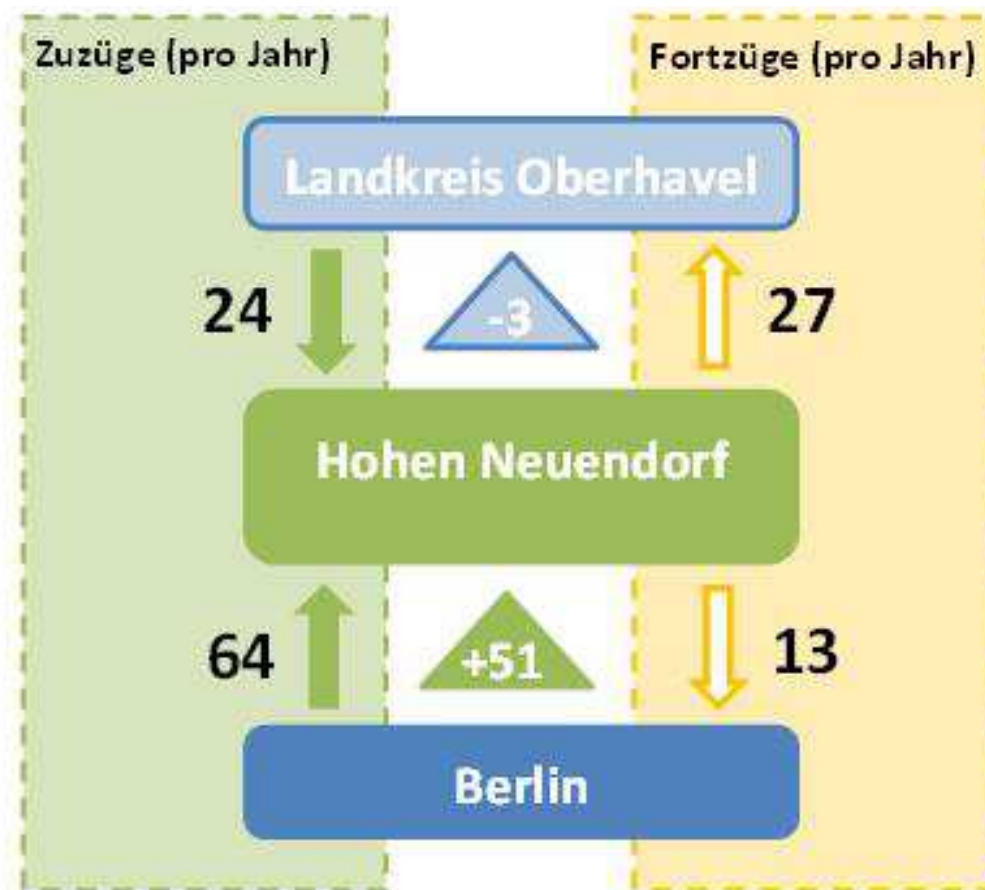 Zuzüge (pro Jahr)
Fortzüge (pro Jahr)
Landkreis Oberhavel
24
-3
27
Hohen Neuendorf
64
+51
13
Berlin